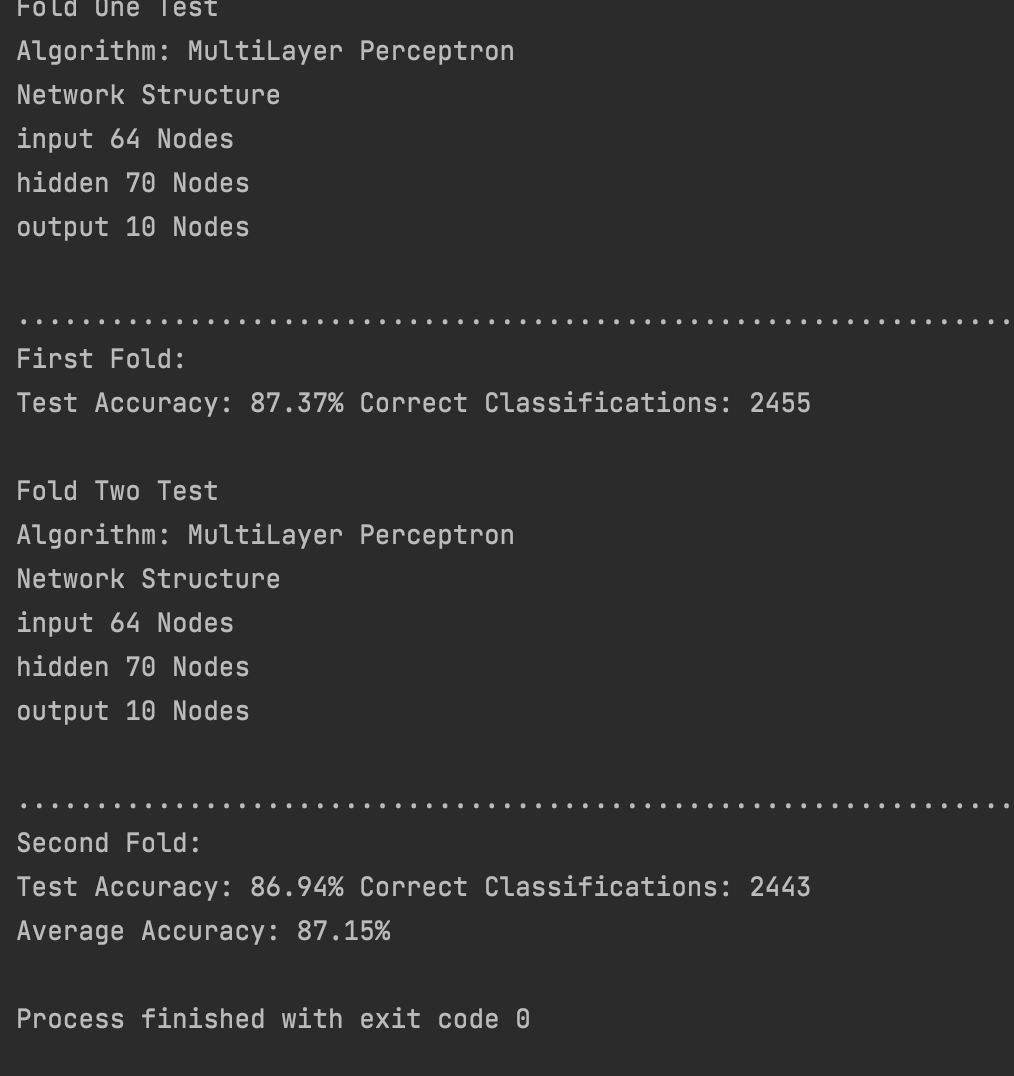 Fold One Test
Algorithm: MultiLayer Perceptron
Network Structure
input 64 Nodes
hidden 70 Nodes
output 10 Nodes
................................................................
First Fold:
Test Accuracy: 87.37% Correct Classifications: 2455
Fold Two Test
Algorithm: MultiLayer Perceptron
Network Structure
input 64 Nodes
hidden 70 Nodes
output 10 Nodes
................................................................
Second Fold:
Test Accuracy: 86.94% Correct Classifications: 2443
Average Accuracy: 87.15%
Process finished with exit code 0